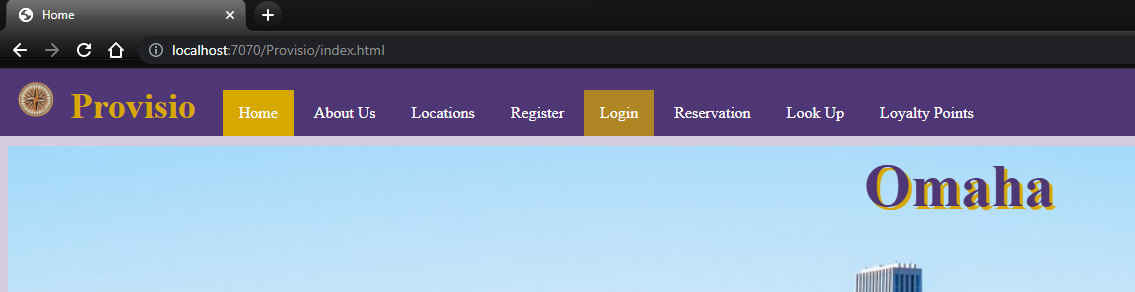 Home
localhost:7070/Provisio/index.html
Provisio Home About Us Locations Register Login Reservation Look Up Loyalty Points
Omaha